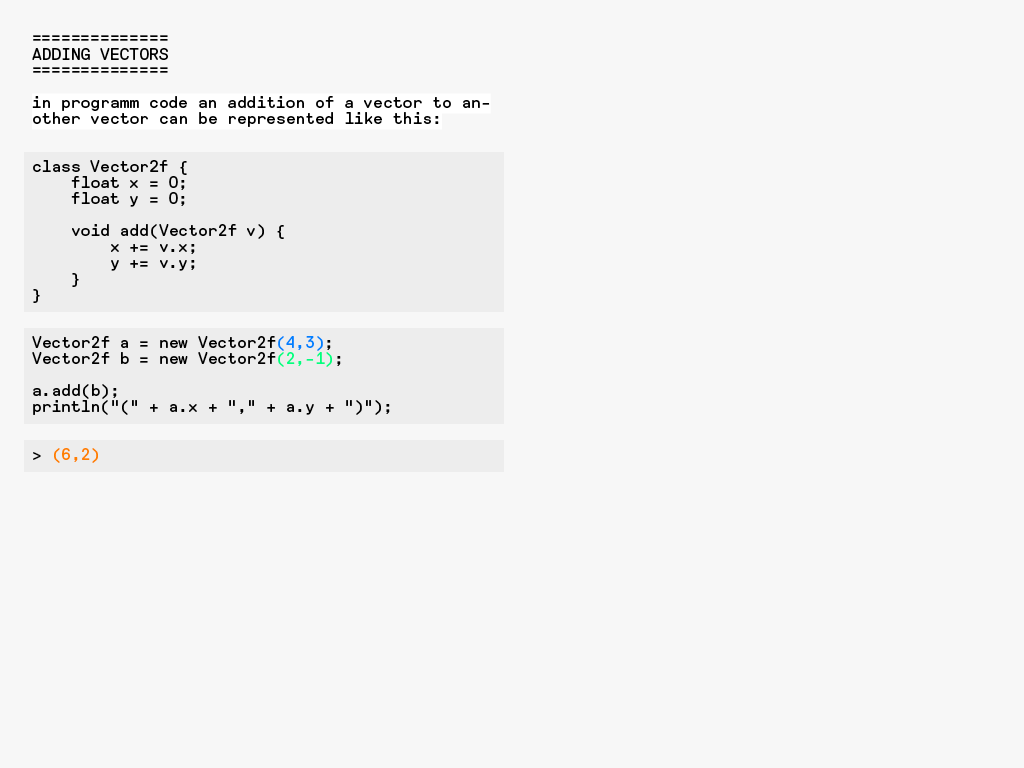 ==============
ADDING VECTORS
==============
in programm code an addition of a vector to an-
other vector can be represented like this:
class Vector2f {
    float x = 0;
    float y = 0;
    void add(Vector2f v) {
        x += v.x;
        y += v.y;
    }
}
Vector2f a = new Vector2f(4,3);
Vector2f b = new Vector2f(2,-1);
a.add(b);
println("(" + a.x + "," + a.y + ")");
> (6,2)